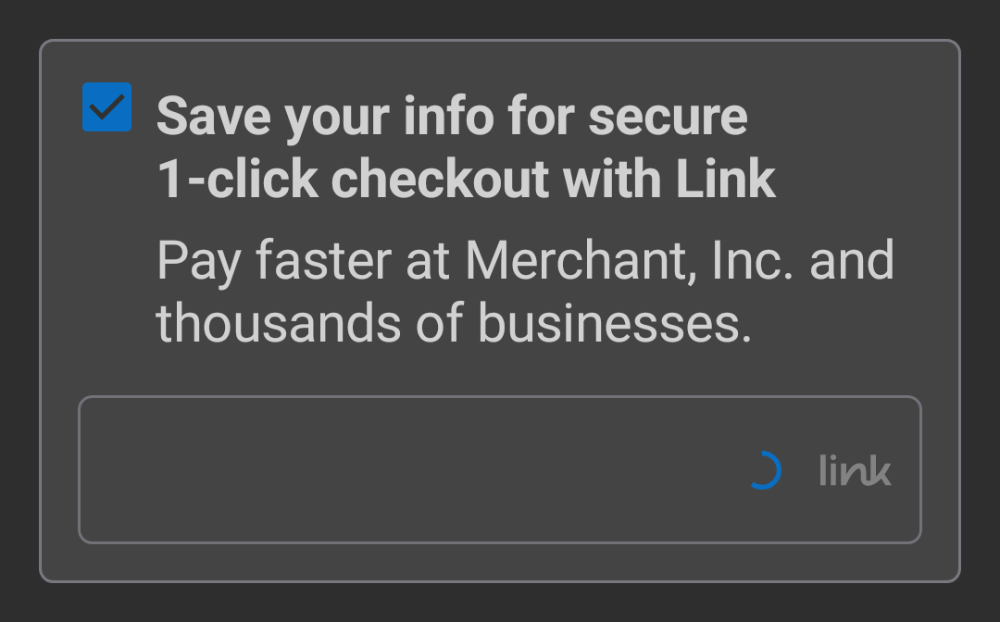 Save your info for secure
1-click checkout with Link
Pay faster at Merchant, Inc. and
thousands of businesses.
link